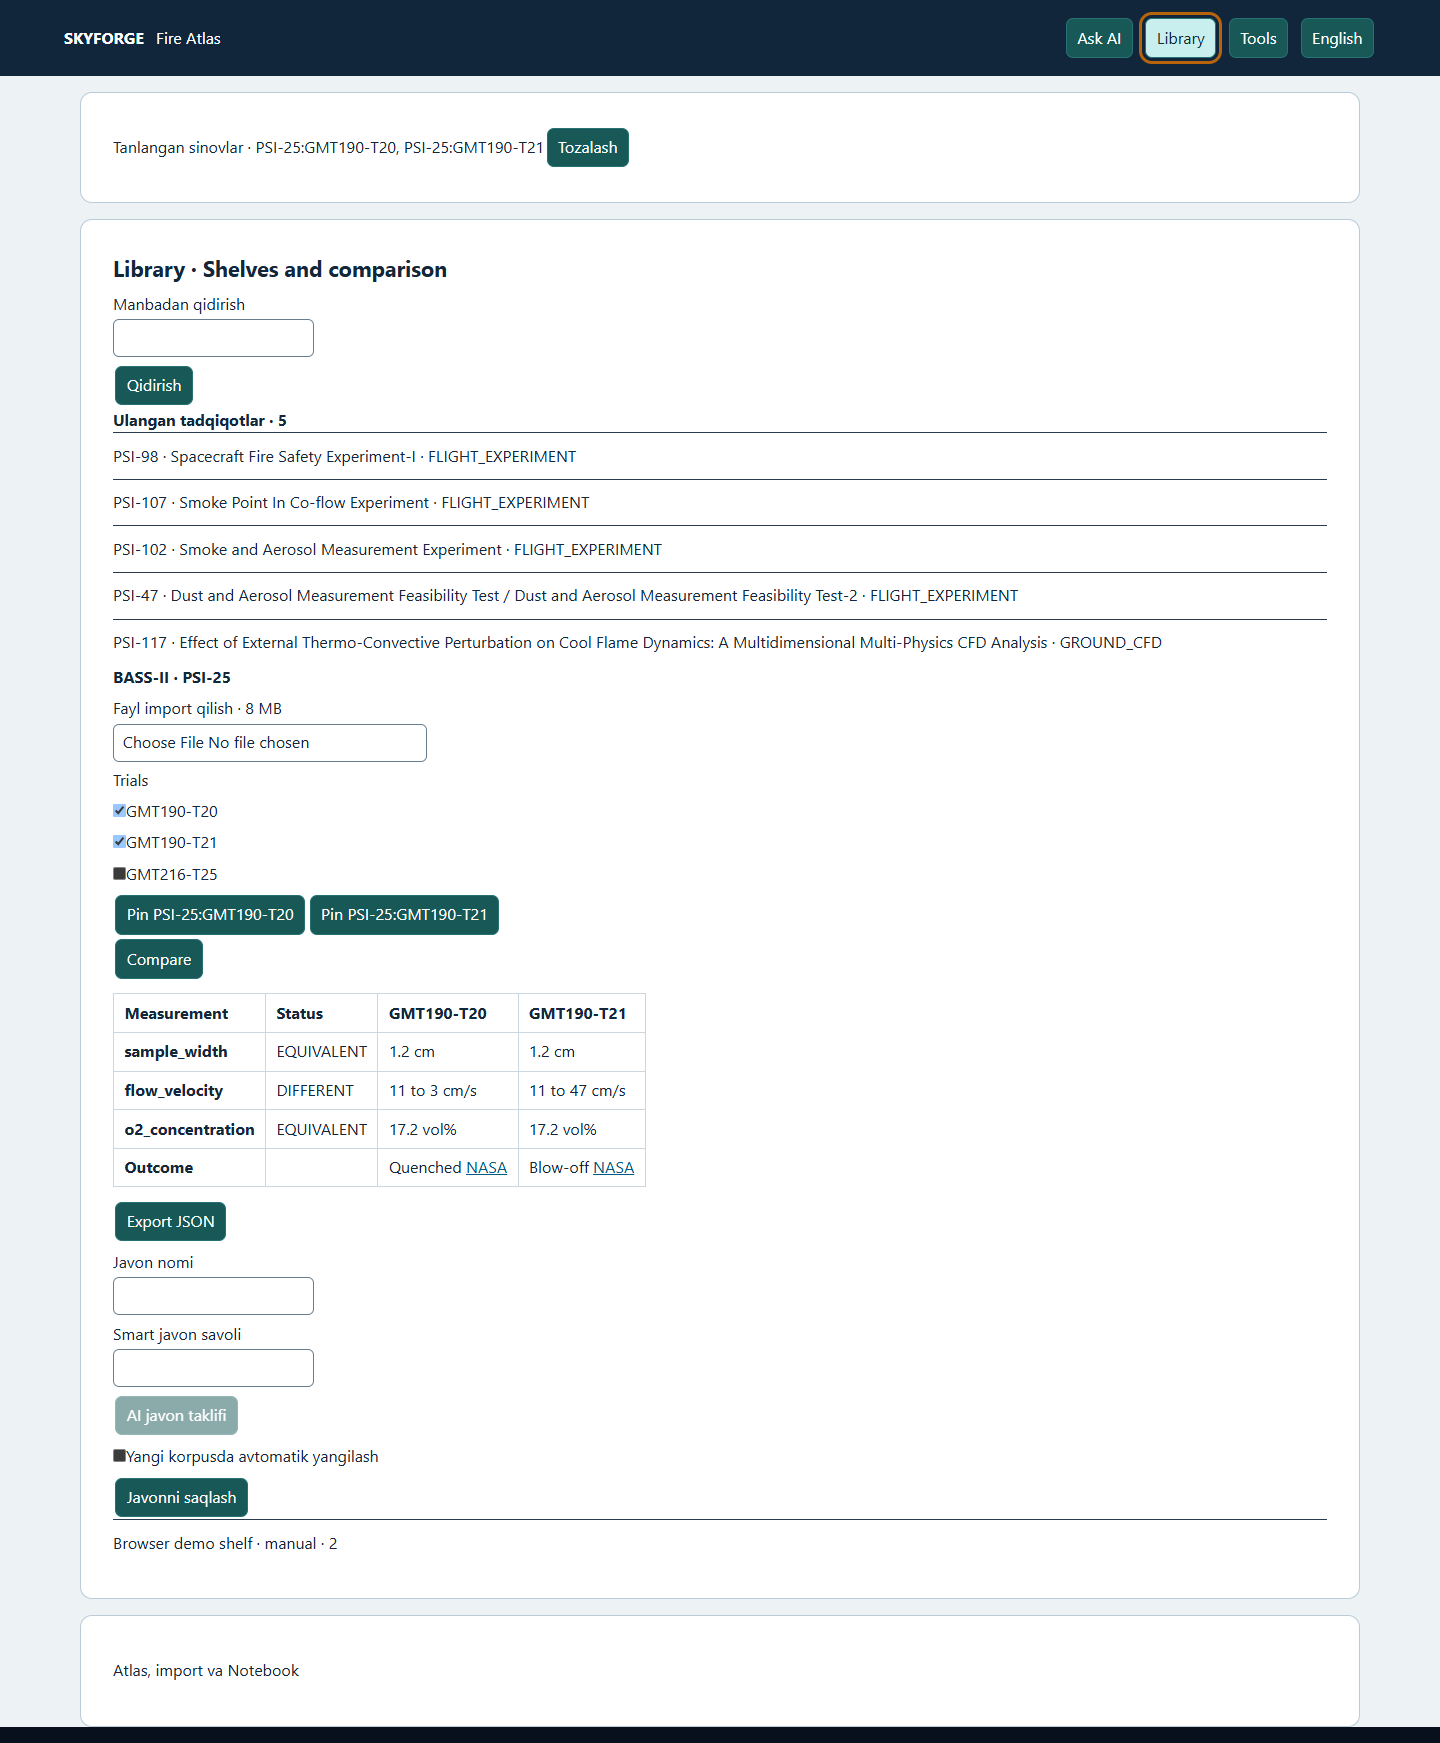 SKYFORGE Fire Atlas
Ask AI
Library
Tools
English
Tanlangan sinovlar · PSI-25:GMT190-T20, PSI-25:GMT190-T21 Tozalash
Library · Shelves and comparison
Manbadan qidirish
Qidirish
Ulangan tadqiqotlar · 5
PSI-98 · Spacecraft Fire Safety Experiment-I · FLIGHT_EXPERIMENT
PSI-107 · Smoke Point In Co-flow Experiment · FLIGHT_EXPERIMENT
PSI-102 · Smoke and Aerosol Measurement Experiment · FLIGHT_EXPERIMENT
PSI-47 · Dust and Aerosol Measurement Feasibility Test / Dust and Aerosol Measurement Feasibility Test-2 · FLIGHT_EXPERIMENT
PSI-117 · Effect of External Thermo-Convective Perturbation on Cool Flame Dynamics: A Multidimensional Multi-Physics CFD Analysis · GROUND_CFD
BASS-II · PSI-25
Fayl import qilish · 8 MB
Choose File No file chosen
Trials
GMT190-T20
GMT190-T21
GMT216-T25
Pin PSI-25:GMT190-T20 Pin PSI-25:GMT190-T21
Compare
Measurement Status GMT190-T20 GMT190-T21
sample_width EQUIVALENT 1.2 cm 1.2 cm
flow_velocity DIFFERENT 11 to 3 cm/s 11 to 47 cm/s
o2_concentration EQUIVALENT 17.2 vol% 17.2 vol%
Outcome Quenched NASA Blow-off NASA
Export JSON
Javon nomi
Smart javon savoli
AI javon taklifi
Yangi korpusda avtomatik yangilash
Javonni saqlash
Browser demo shelf · manual · 2
Atlas, import va Notebook